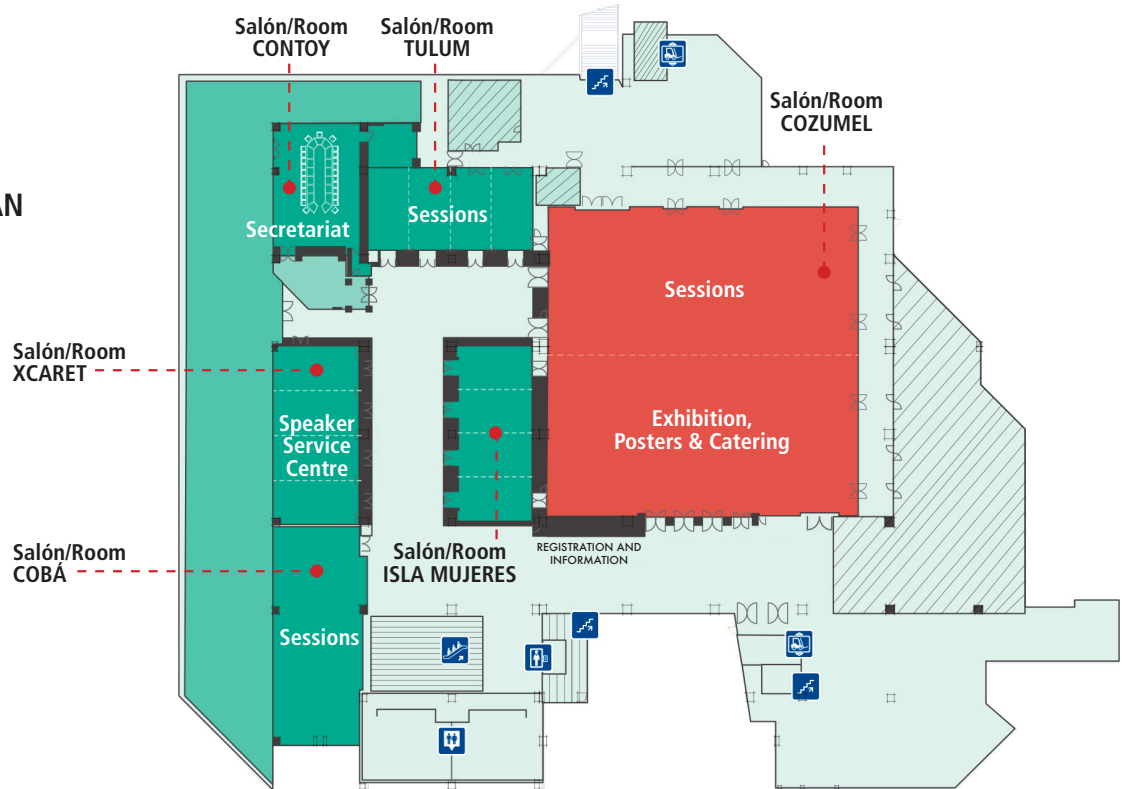 Salón/Room
CONTOY
Salón/Room
TULUM
Salón/Room
COZUMEL
AN
Sessions
Secretariat
Sessions
Salón/Room
XCARET
Speaker
Service
Centre
Exhibition,
Posters & Catering
Salón/Room
COBÁ
Salón/Room
ISLA MUJERES
REGISTRATION AND
INFORMATION
Sessions